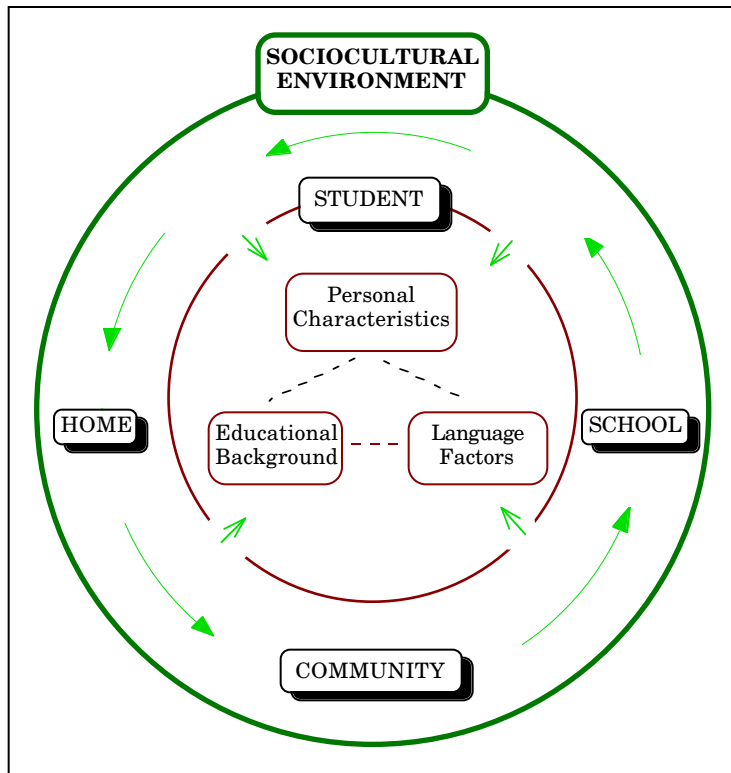 SOCIOCULTURAL
ENVIRONMENT
STUDENT
Personal
Characteristics
HOME
Educational
Background
Language
Factors
SCHOOL
COMMUNITY